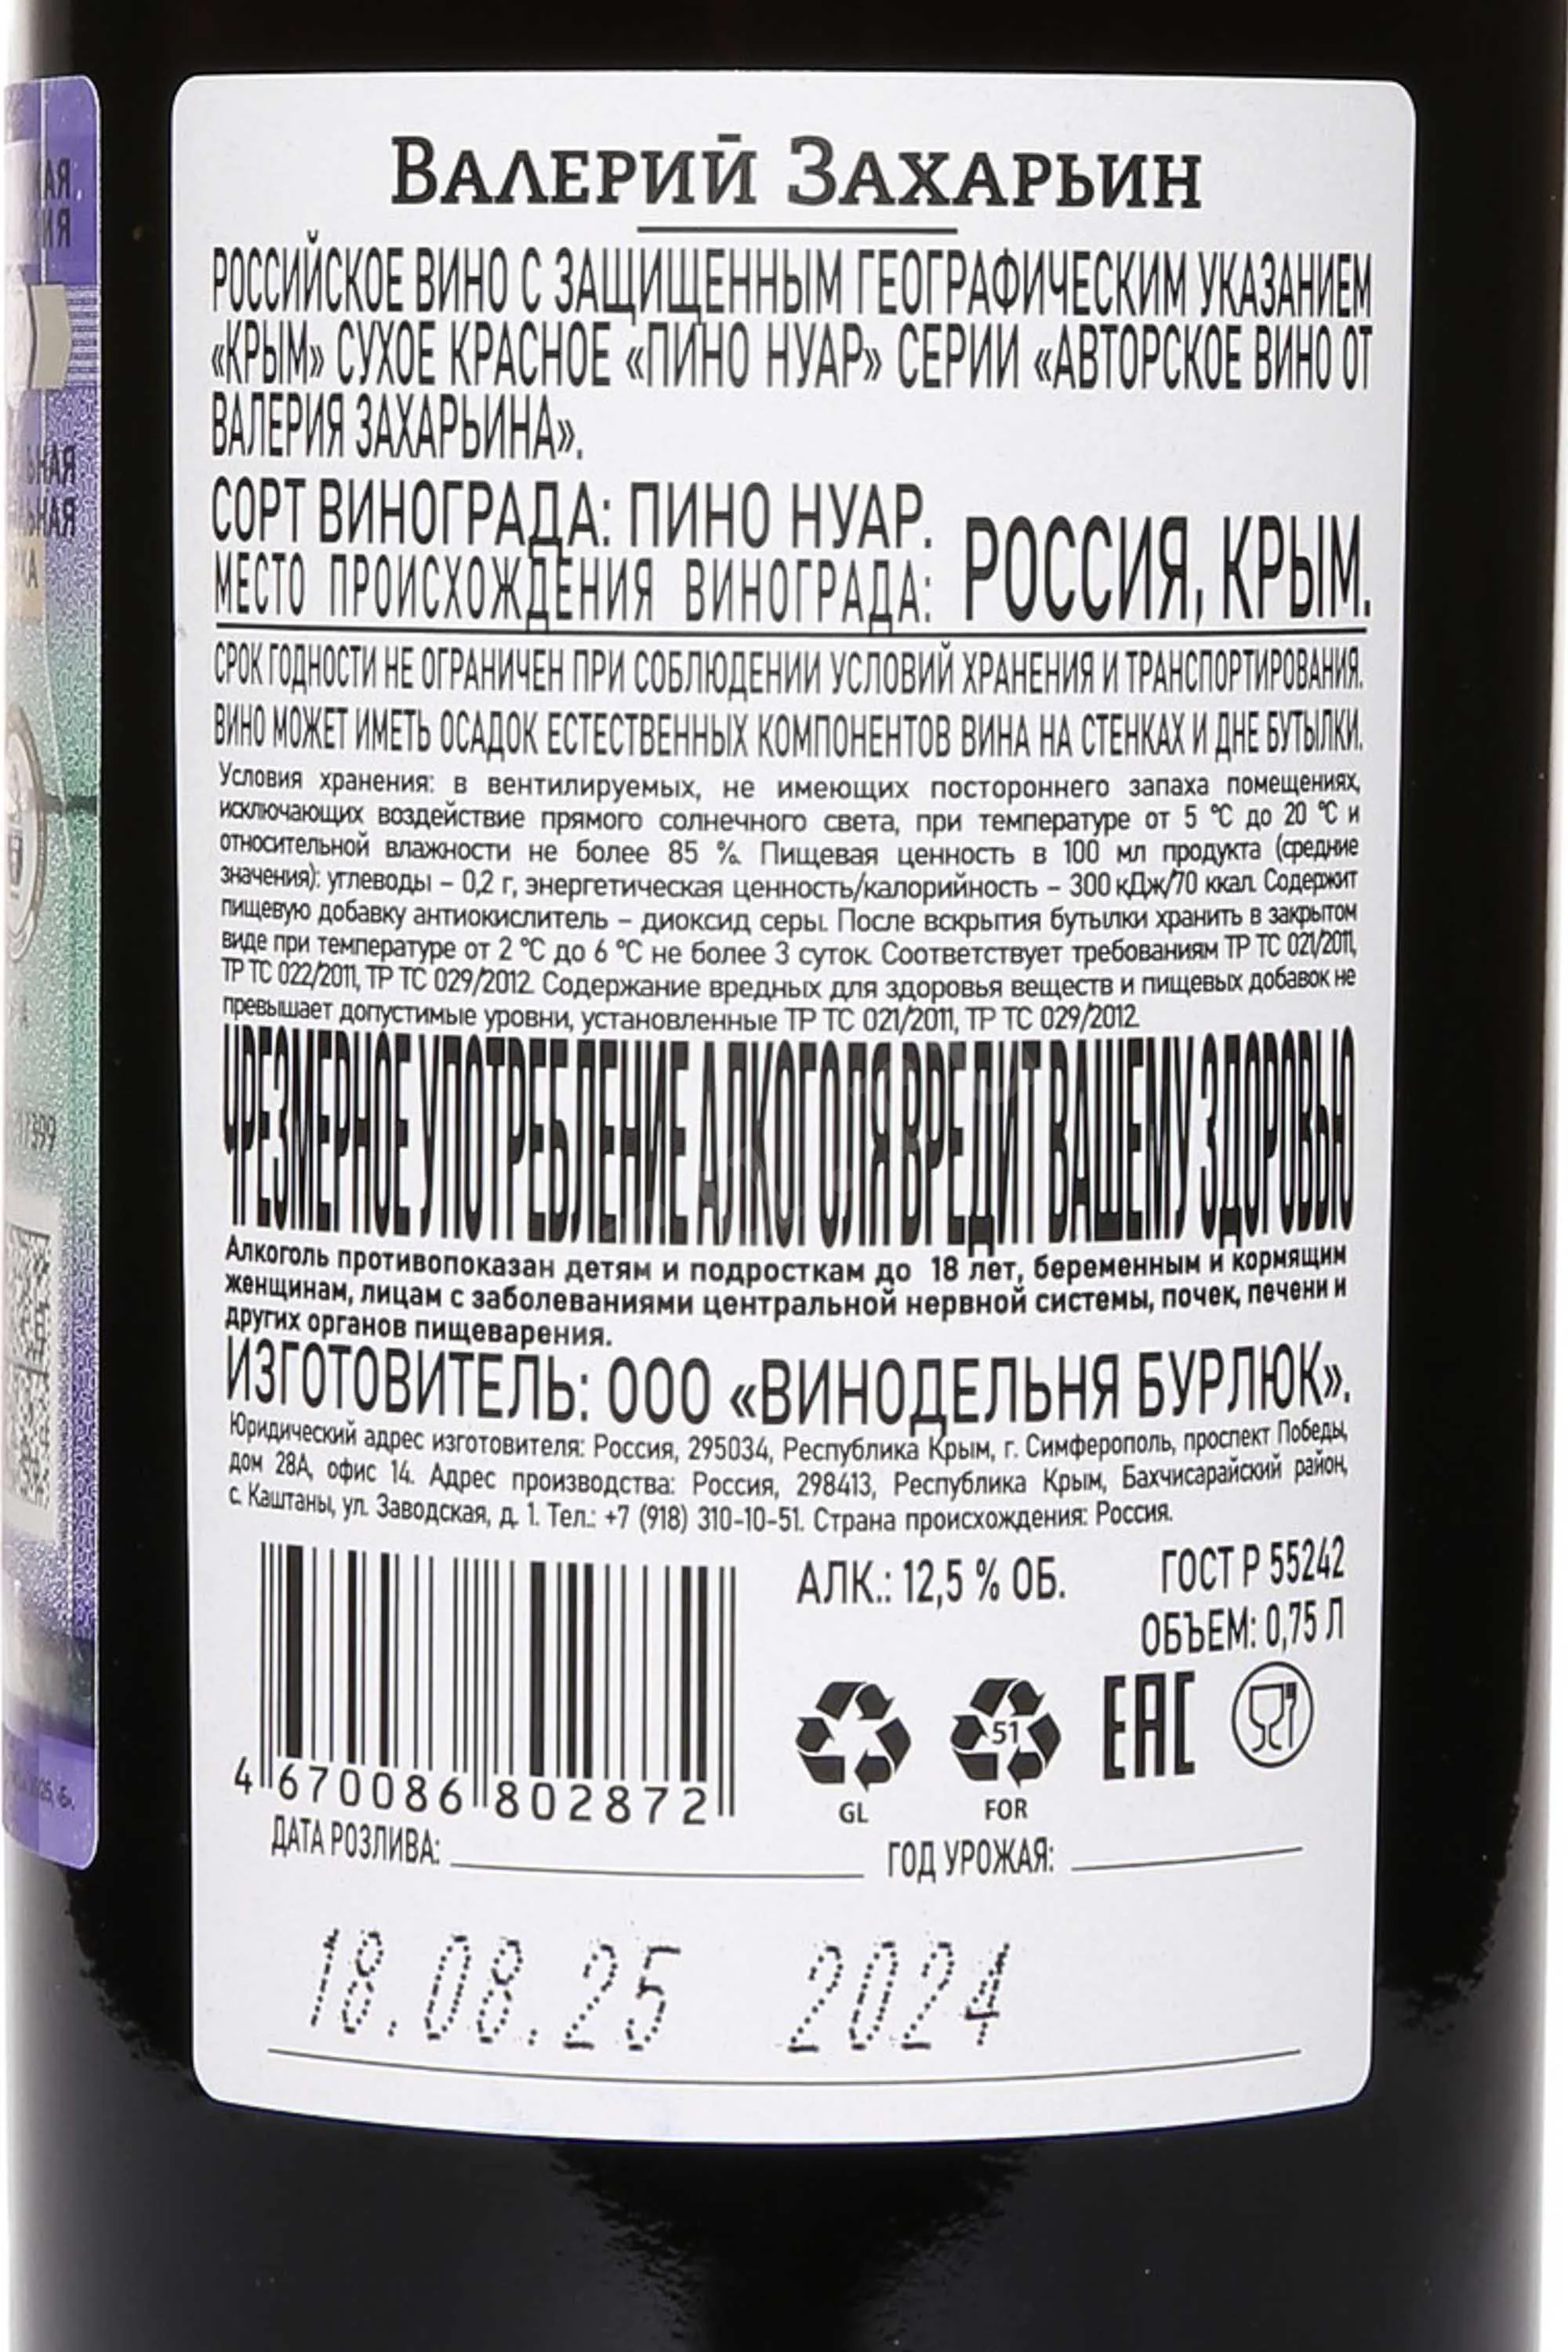 Валерий Захарьин
РОССИЙСКОЕ ВИНО С ЗАЩИЩЕННЫМ ГЕОГРАФИЧЕСКИМ УКАЗАНИЕМ
«КРЫМ» СУХОЕ КРАСНОЕ «ПИНО НУАР» СЕРИИ «АВТОРСКОЕ ВИНО ОТ
ВАЛЕРИЯ ЗАХАРЬИНА».
СОРТ ВИНОГРАДА: ПИНО НУАР.
МЕСТО ПРОИСХОЖДЕНИЯ ВИНОГРАДА: РОССИЯ, КРЫМ.
СРОК ГОДНОСТИ НЕ ОГРАНИЧЕН ПРИ СОБЛЮДЕНИИ УСЛОВИЙ ХРАНЕНИЯ И ТРАНСПОРТИРОВАНИЯ.
ВИНО МОЖЕТ ИМЕТЬ ОСАДОК ЕСТЕСТВЕННЫХ КОМПОНЕНТОВ ВИНА НА СТЕНКАХ И ДНЕ БУТЫЛКИ.
Условия хранения: в вентилируемых, не имеющих постороннего запаха помещениях,
исключающих воздействие прямого солнечного света, при температуре от 5 °C до 20 °C и
относительной влажности не более 85 %. Пищевая ценность в 100 мл продукта (средние
значения): углеводы – 0,2 г, энергетическая ценность/калорийность – 300 кДж/70 ккал. Содержит
пищевую добавку антиокислитель – диоксид серы. После вскрытия бутылки хранить в закрытом
виде при температуре от 2 °C до 6 °C не более 3 суток. Соответствует требованиям ТР ТС 021/2011,
ТР ТС 022/2011, ТР ТС 029/2012. Содержание вредных для здоровья веществ и пищевых добавок не
превышает допустимые уровни, установленные ТР ТС 021/2011, ТР ТС 029/2012.
ЧРЕЗМЕРНОЕ УПОТРЕБЛЕНИЕ АЛКОГОЛЯ ВРЕДИТ ВАШЕМУ ЗДОРОВЬЮ
Алкоголь противопоказан детям и подросткам до 18 лет, беременным и кормящим
женщинам, лицам с заболеваниями центральной нервной системы, почек, печени и
других органов пищеварения.
ИЗГОТОВИТЕЛЬ: ООО «ВИНОДЕЛЬНЯ БУРЛЮК».
Юридический адрес изготовителя: Россия, 295034, Республика Крым, г. Симферополь, проспект Победы,
дом 28А, офис 14. Адрес производства: Россия, 298413, Республика Крым, Бахчисарайский район,
с. Каштаны, ул. Заводская, д. 1. Тел.: +7 (918) 310-10-51. Страна происхождения: Россия.
АЛК.: 12,5 % ОБ.
ГОСТ Р 55242
ОБЪЕМ: 0,75 Л
51
EAC
GL
FOR
4 670086 802872
ДАТА РОЗЛИВА:
ГОД УРОЖАЯ:
18.08.25 2024